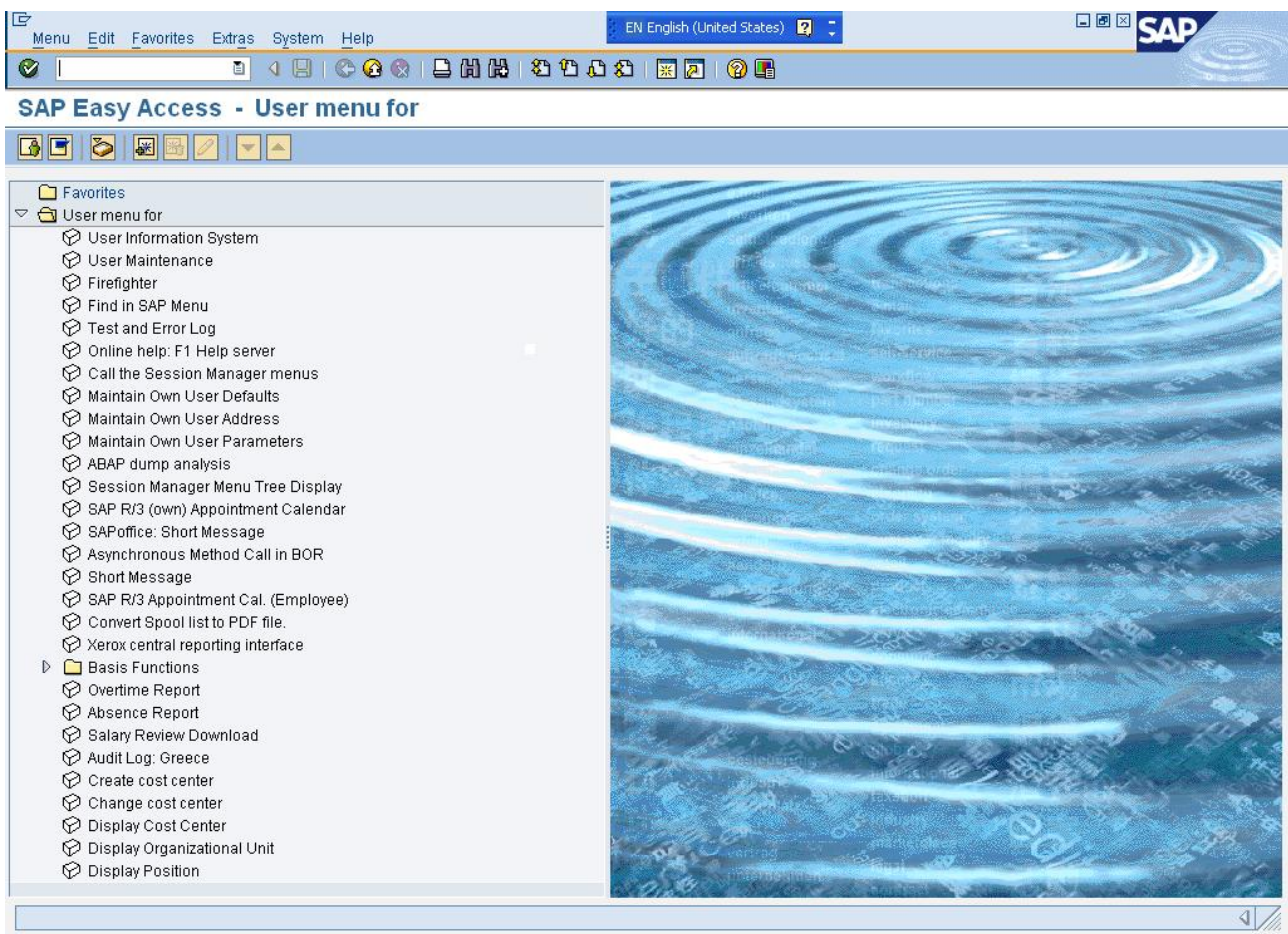 Menu Edit Favorites Extras System Help
EN English (United States)
SAP
SAP Easy Access - User menu for
Favorites
User menu for
User Information System
User Maintenance
Firefighter
Find in SAP Menu
Test and Error Log
Online help: F1 Help server
Call the Session Manager menus
Maintain Own User Defaults
Maintain Own User Address
Maintain Own User Parameters
ABAP dump analysis
Session Manager Menu Tree Display
SAP R/3 (own) Appointment Calendar
SAPoffice: Short Message
Asynchronous Method Call in BOR
Short Message
SAP R/3 Appointment Cal. (Employee)
Convert Spool list to PDF file.
Xerox central reporting interface
Basis Functions
Overtime Report
Absence Report
Salary Review Download
Audit Log: Greece
Create cost center
Change cost center
Display Cost Center
Display Organizational Unit
Display Position